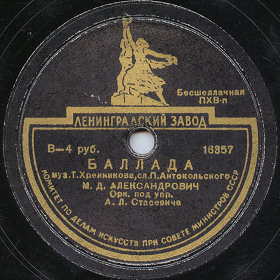 Бесшеллачная
ПХВ-п
ЛЕНИНГРАДСКИЙ ЗАВОД
В—4 руб. 16357
БАЛЛАДА
муз. Т. Хренникова, сл. П. Антокольского
М. Д. АЛЕКСАНДРОВИЧ
Орк. под упр.
А. Л. Стасевича
КОМИТЕТ ПО ДЕЛАМ ИСКУССТВ ПРИ СОВЕТЕ МИНИСТРОВ СССР